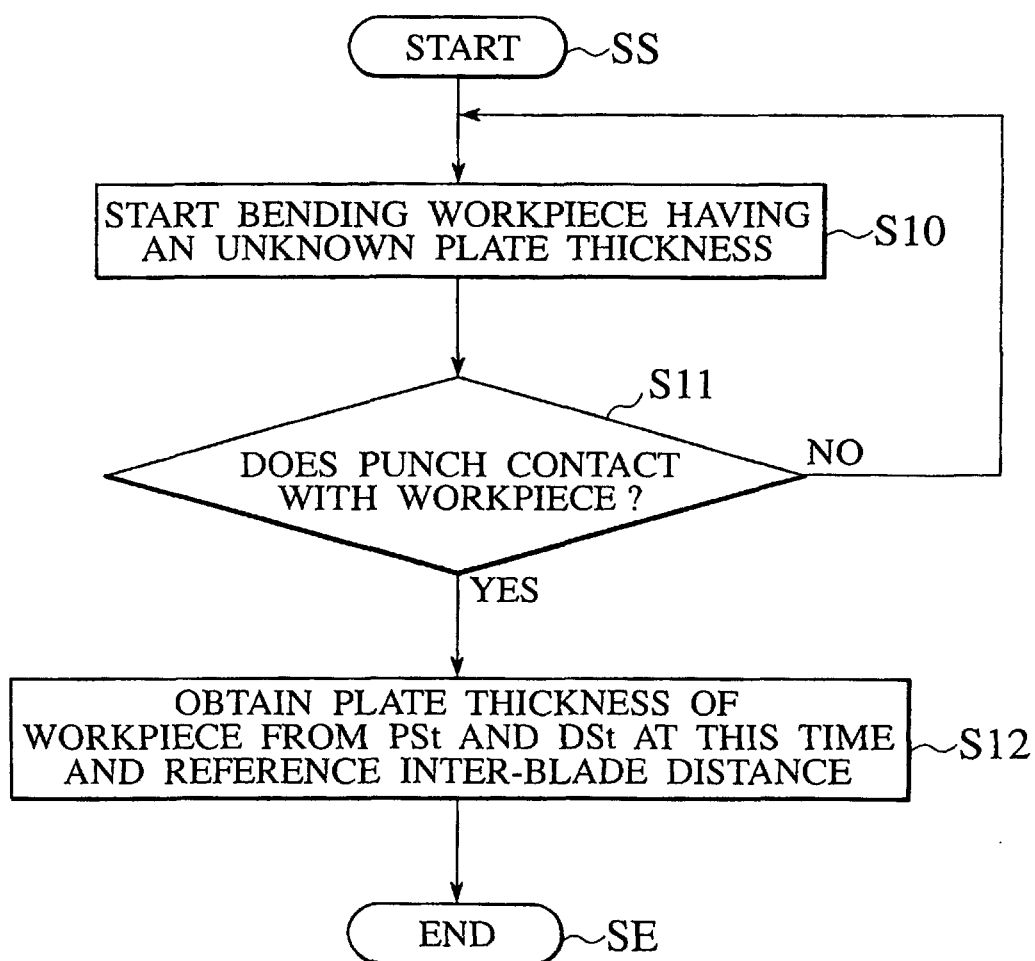 START
SS
START BENDING WORKPIECE HAVING
AN UNKNOWN PLATE THICKNESS
S10
S11
DOES PUNCH CONTACT
WITH WORKPIECE?
NO
YES
OBTAIN PLATE THICKNESS OF
WORKPIECE FROM PSt AND DSt AT THIS TIME
AND REFERENCE INTER-BLADE DISTANCE
S12
END
SE